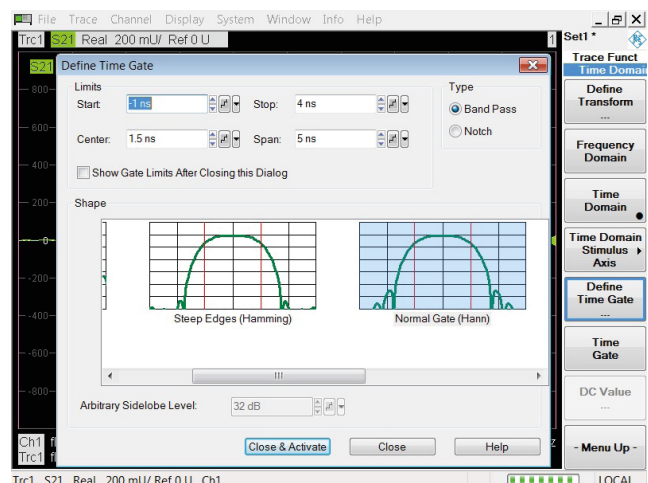 File Trace Channel Display System Window Info Help
Trc1 S21 Real 200 mU/ Ref 0 U 1
Set1 *
S21
Define Time Gate
Trace Funct
Time Domain
Limits
Start: -1 ns Stop: 4 ns
Center: 1.5 ns Span: 5 ns
Show Gate Limits After Closing this Dialog
Type
Band Pass
Notch
Shape
Steep Edges (Hamming)
Normal Gate (Hann)
Arbitrary Sidelobe Level: 32 dB
Close & Activate
Close
Help
800
600
400
200
0
-200
-400
-600
-800
Define
Transform
...
Frequency
Domain
Time
Domain
Time Domain
Stimulus
Axis
Define
Time Gate
...
Time
Gate
DC Value
...
- Menu Up -
Ch1
Trc1
Trc1 S21 Real 200 mU/ Ref 0 U Ch1
LOCAL